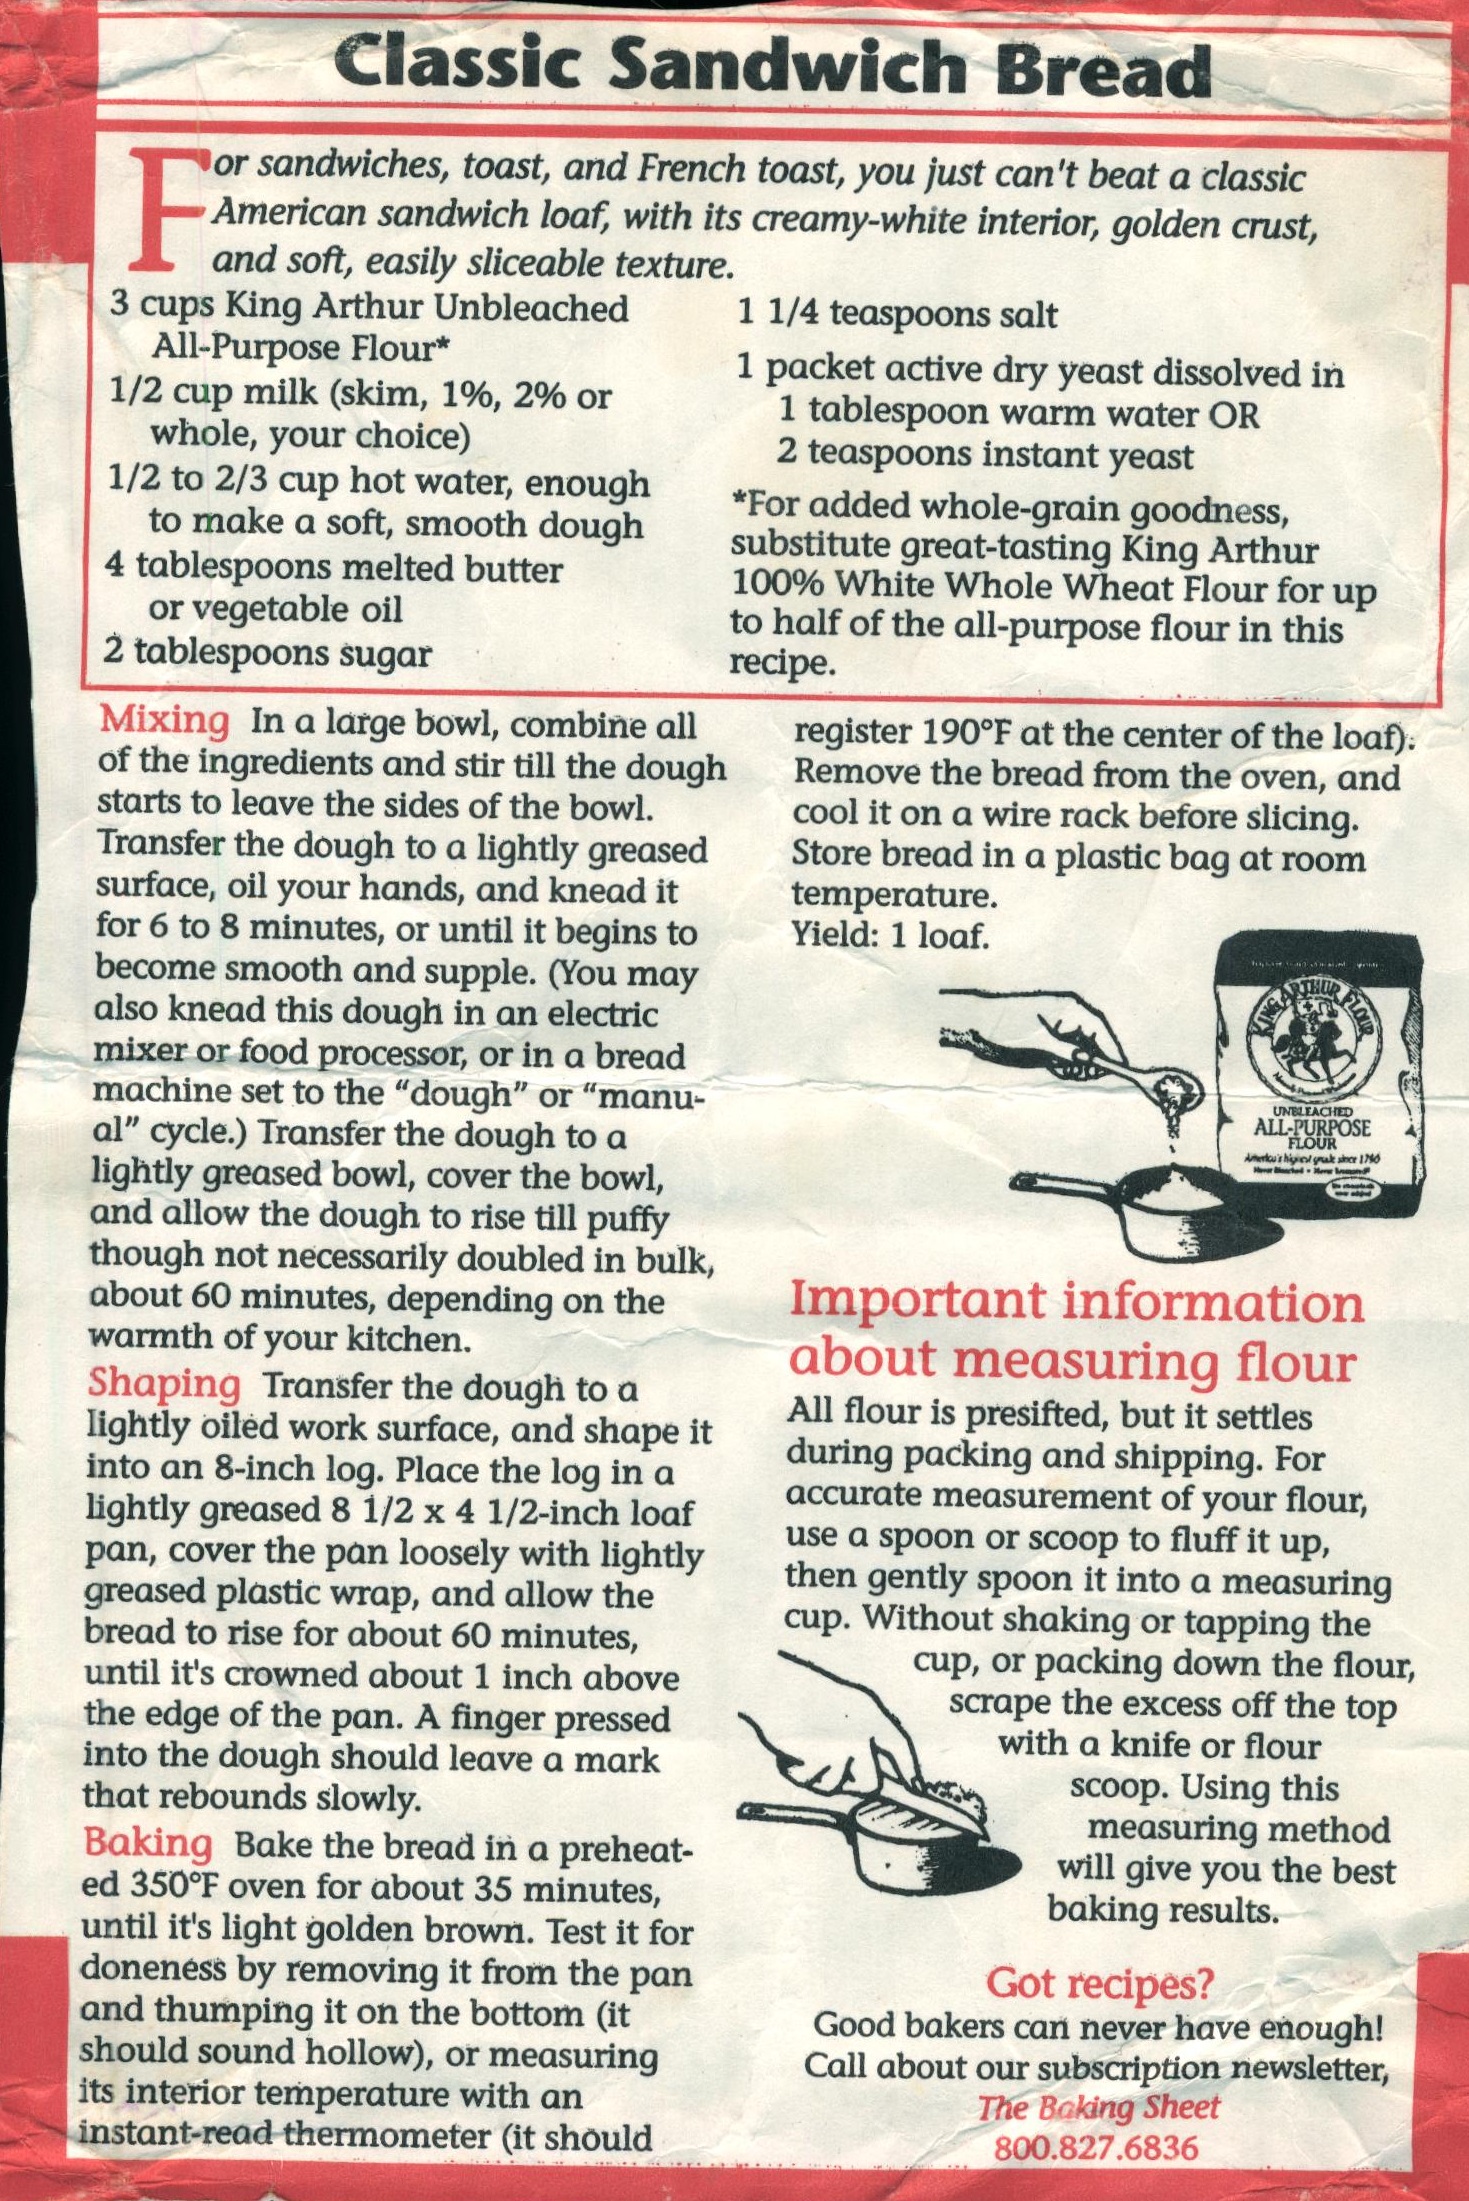 Classic Sandwich Bread
For sandwiches, toast, and French toast, you just can't beat a classic
American sandwich loaf, with its creamy-white interior, golden crust,
and soft, easily sliceable texture.
3 cups King Arthur Unbleached
All-Purpose Flour*
1/2 cup milk (skim, 1%, 2% or
whole, your choice)
1/2 to 2/3 cup hot water, enough
to make a soft, smooth dough
4 tablespoons melted butter
or vegetable oil
2 tablespoons sugar
1 1/4 teaspoons salt
1 packet active dry yeast dissolved in
1 tablespoon warm water OR
2 teaspoons instant yeast
*For added whole-grain goodness,
substitute great-tasting King Arthur
100% White Whole Wheat Flour for up
to half of the all-purpose flour in this
recipe.
Mixing In a large bowl, combine all
of the ingredients and stir till the dough
starts to leave the sides of the bowl.
Transfer the dough to a lightly greased
surface, oil your hands, and knead it
for 6 to 8 minutes, or until it begins to
become smooth and supple. (You may
also knead this dough in an electric
mixer or food processor, or in a bread
machine set to the “dough” or “manu-
al” cycle.) Transfer the dough to a
lightly greased bowl, cover the bowl,
and allow the dough to rise till puffy
though not necessarily doubled in bulk,
about 60 minutes, depending on the
warmth of your kitchen.
Shaping Transfer the dough to a
lightly oiled work surface, and shape it
into an 8-inch log. Place the log in a
lightly greased 8 1/2 x 4 1/2-inch loaf
pan, cover the pan loosely with lightly
greased plastic wrap, and allow the
bread to rise for about 60 minutes,
until it's crowned about 1 inch above
the edge of the pan. A finger pressed
into the dough should leave a mark
that rebounds slowly.
Baking Bake the bread in a preheat-
ed 350°F oven for about 35 minutes,
until it's light golden brown. Test it for
doneness by removing it from the pan
and thumping it on the bottom (it
should sound hollow), or measuring
its interior temperature with an
instant-read thermometer (it should
register 190°F at the center of the loaf).
Remove the bread from the oven, and
cool it on a wire rack before slicing.
Store bread in a plastic bag at room
temperature.
Yield: 1 loaf.
KING ARTHUR FLOUR
UNBLEACHED
ALL-PURPOSE
FLOUR
America's highest grade since 1790
Never Bleached • Never Bromated
Important information
about measuring flour
All flour is presifted, but it settles
during packing and shipping. For
accurate measurement of your flour,
use a spoon or scoop to fluff it up,
then gently spoon it into a measuring
cup. Without shaking or tapping the
cup, or packing down the flour,
scrape the excess off the top
with a knife or flour
scoop. Using this
measuring method
will give you the best
baking results.
Got recipes?
Good bakers can never have enough!
Call about our subscription newsletter,
The Baking Sheet
800.827.6836